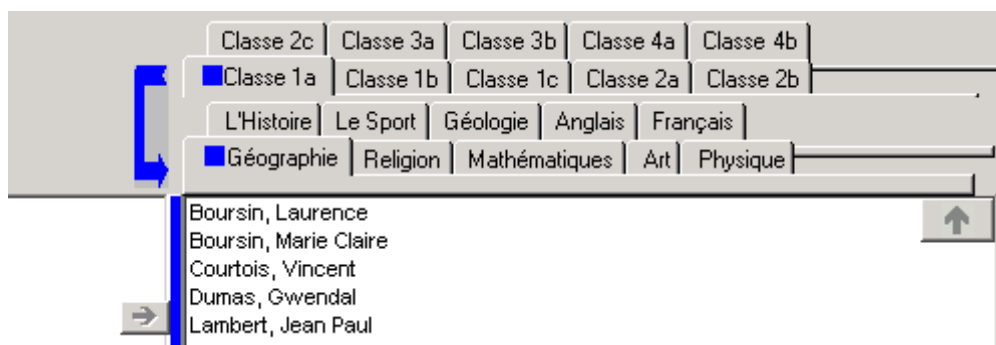 Classe 2c Classe 3a Classe 3b Classe 4a Classe 4b
Classe 1a Classe 1b Classe 1c Classe 2a Classe 2b
L'Histoire Le Sport Géologie Anglais Français
Géographie Religion Mathématiques Art Physique
Boursin, Laurence
Boursin, Marie Claire
Courtois, Vincent
Dumas, Gwendal
Lambert, Jean Paul